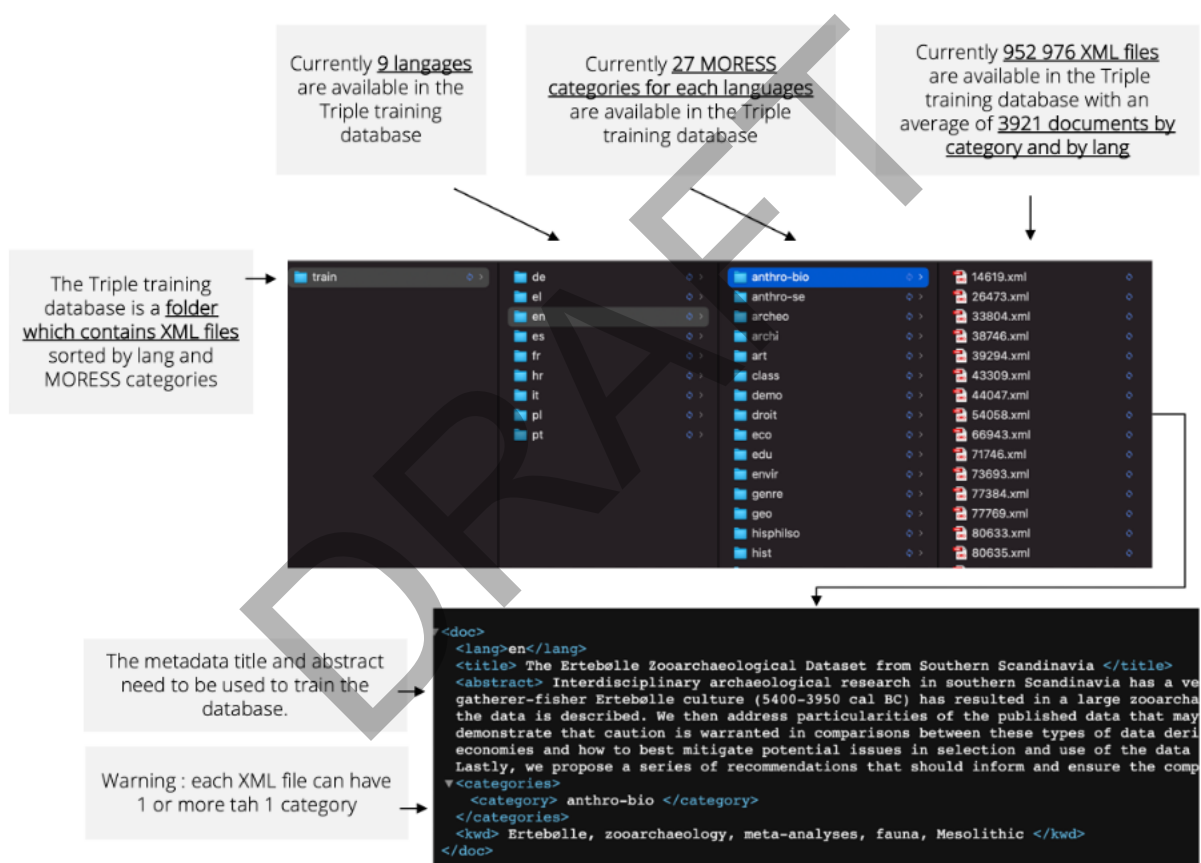 Currently 9 langages
are available in the
Triple training
database
Currently 27 MORESS
categories for each languages
are available in the Triple
training database
Currently 952 976 XML files
are available in the Triple
training database with an
average of 3921 documents by
category and by lang
The Triple training
database is a folder
which contains XML files
sorted by lang and
MORESS categories
train
de
el
en
es
fr
hr
it
pl
pt
anthro-bio
anthro-se
archeo
archi
art
class
demo
droit
eco
edu
envir
genre
geo
hisphilso
hist
14619.xml
26473.xml
33804.xml
38746.xml
39294.xml
43309.xml
44047.xml
54058.xml
66943.xml
71746.xml
73693.xml
77384.xml
77769.xml
80633.xml
80635.xml
DRAFT
The metadata title and abstract
need to be used to train the
database.
Warning : each XML file can have
1 or more tah 1 category
<doc>
<lang>en</lang>
<title> The Ertebølle Zooarchaeological Dataset from Southern Scandinavia </title>
<abstract> Interdisciplinary archaeological research in southern Scandinavia has a ve
gatherer-fisher Ertebølle culture (5400-3950 cal BC) has resulted in a large zooarcha
the data is described. We then address particularities of the published data that may
demonstrate that caution is warranted in comparisons between these types of data deri
economies and how to best mitigate potential issues in selection and use of the data
Lastly, we propose a series of recommendations that should inform and ensure the comp
<categories>
<category> anthro-bio </category>
</categories>
<kwd> Ertebølle, zooarchaeology, meta-analyses, fauna, Mesolithic </kwd>
</doc>